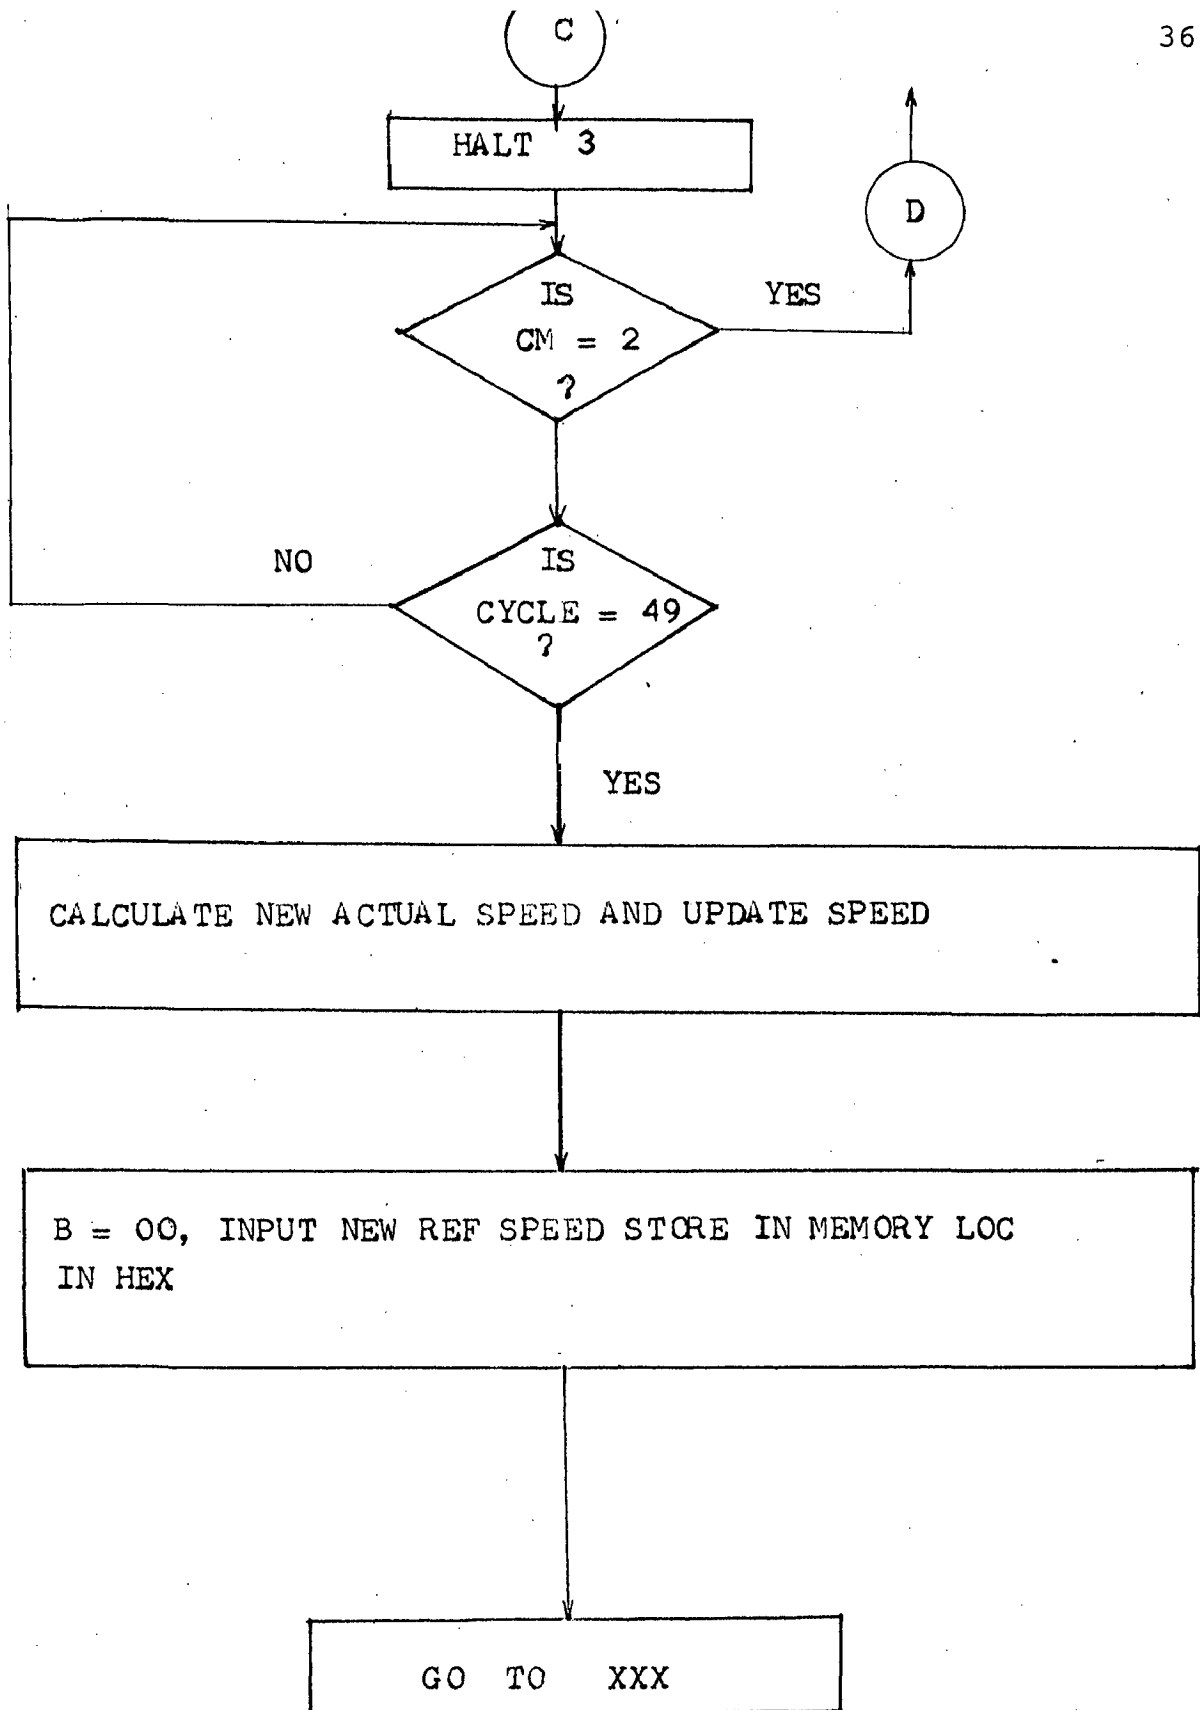 36
C
HALT 3
D
IS
CM = 2
?
YES
NO
IS
CYCLE = 49
?
YES
CALCULATE NEW ACTUAL SPEED AND UPDATE SPEED
B = 00, INPUT NEW REF SPEED STORE IN MEMORY LOC
IN HEX
GO TO XXX